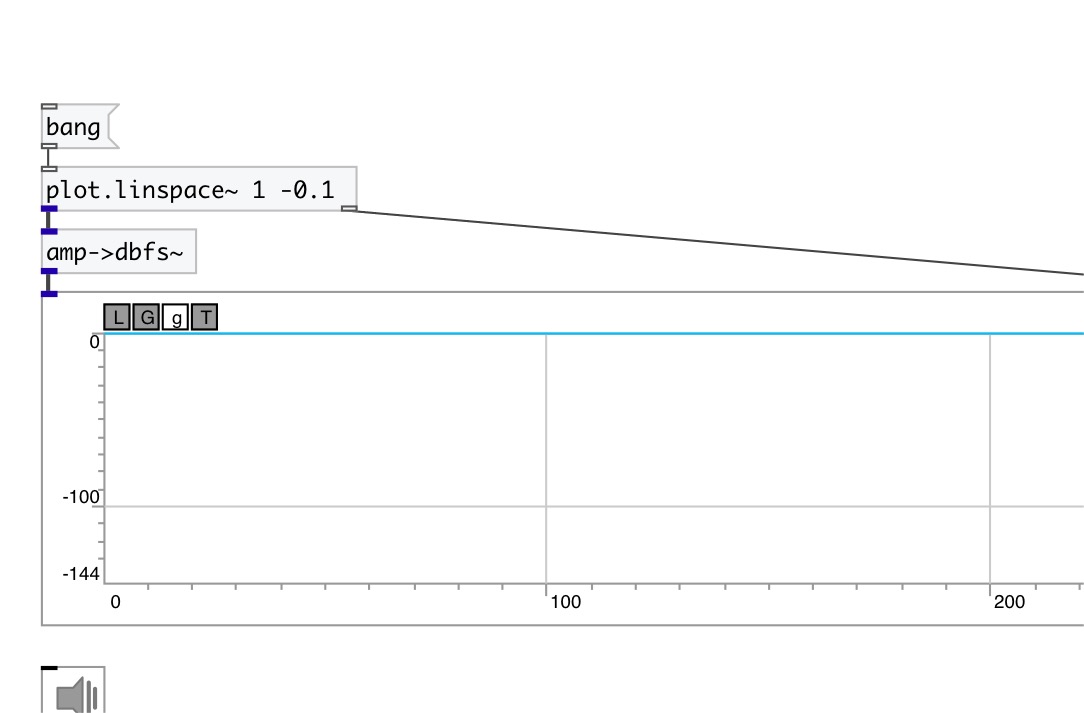 bang
plot.linspace~ 1 -0.1
amp->dbfs~
L G g T
0
-100
-144
0 100 200